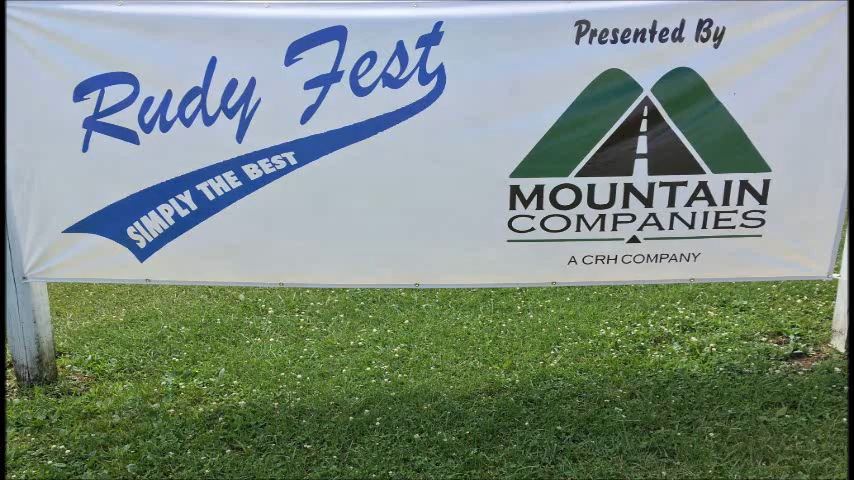 Rudy Fest
SIMPLY THE BEST
Presented By
MOUNTAIN
COMPANIES
A CRH COMPANY